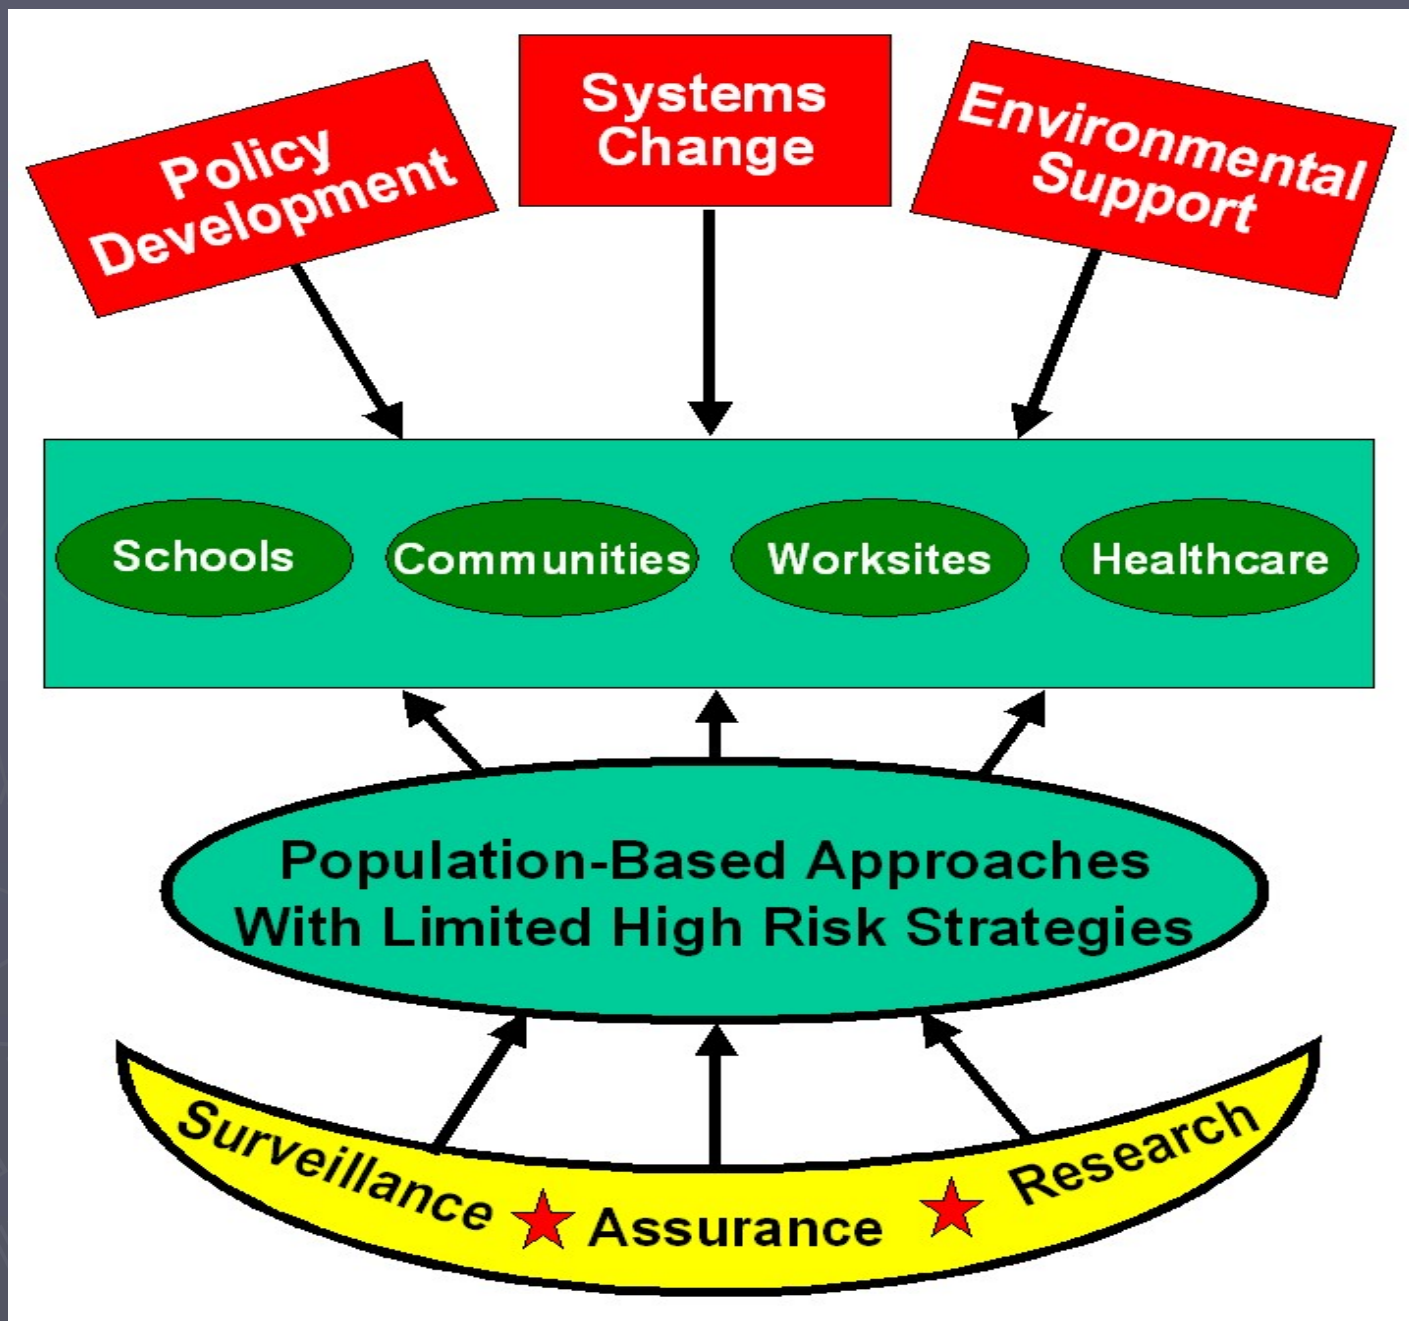 Policy
Development
Systems
Change
Environmental
Support
Schools
Communities
Worksites
Healthcare
Population-Based Approaches
With Limited High Risk Strategies
Surveillance
Assurance
Research